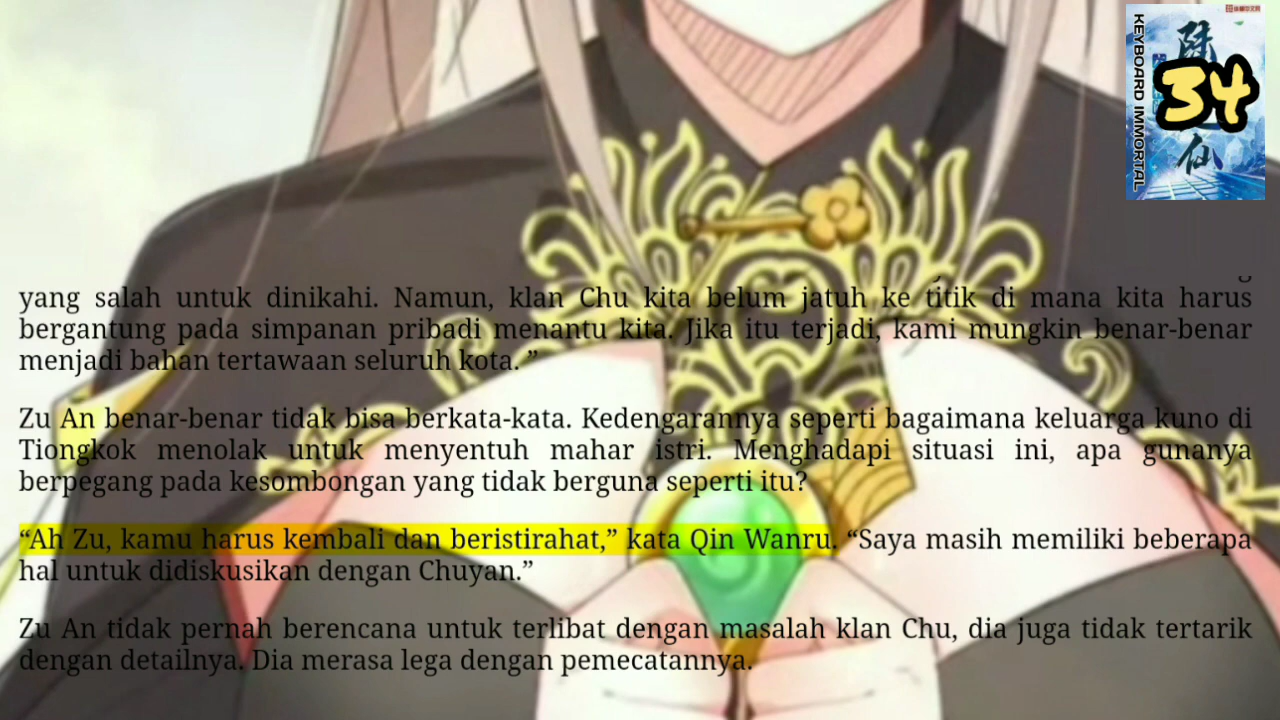 陆
仙
KEYBOARD IMMORTAL
34
yang salah untuk dinikahi. Namun, klan Chu kita belum jatuh ke titik di mana kita harus
bergantung pada simpanan pribadi menantu kita. Jika itu terjadi, kami mungkin benar-benar
menjadi bahan tertawaan seluruh kota. ”
Zu An benar-benar tidak bisa berkata-kata. Kedengarannya seperti bagaimana keluarga kuno di
Tiongkok menolak untuk menyentuh mahar istri. Menghadapi situasi ini, apa gunanya
berpegang pada kesombongan yang tidak berguna seperti itu?
“Ah Zu, kamu harus kembali dan beristirahat,” kata Qin Wanru. “Saya masih memiliki beberapa
hal untuk didiskusikan dengan Chuyan.”
Zu An tidak pernah berencana untuk terlibat dengan masalah klan Chu, dia juga tidak tertarik
dengan detailnya. Dia merasa lega dengan pemecatannya.